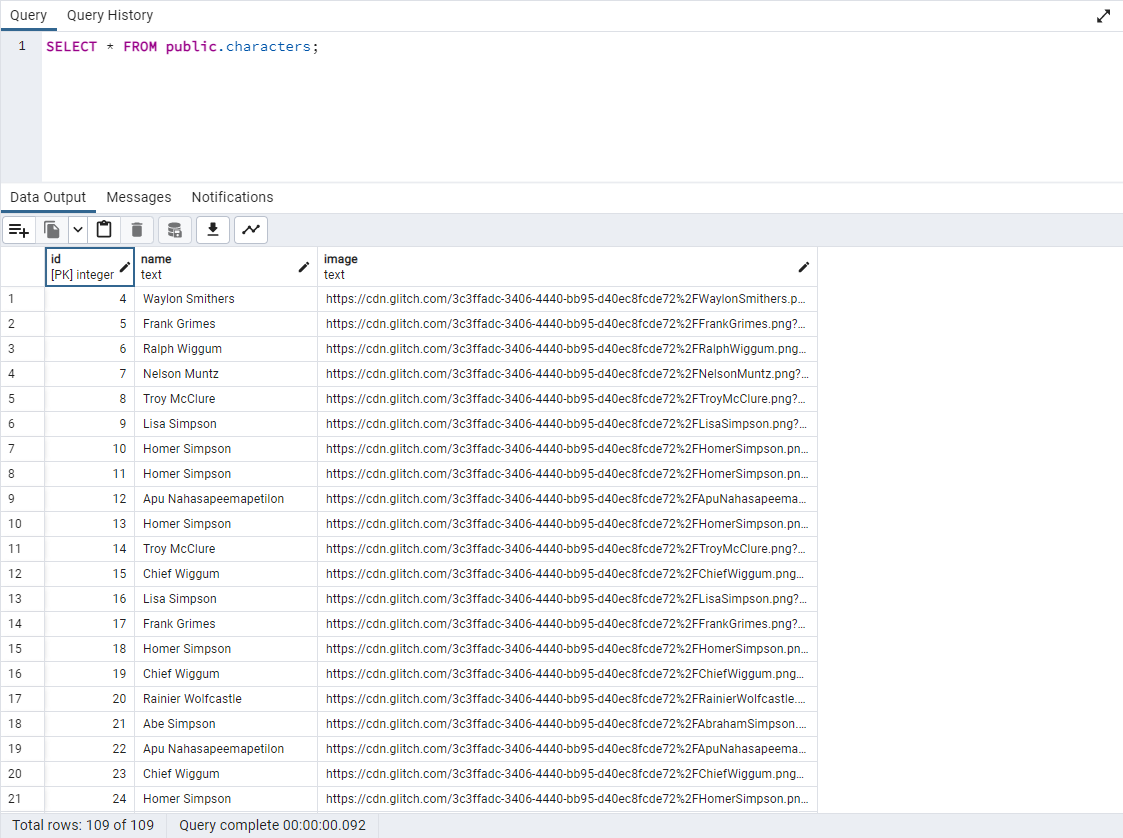 Query Query History
1 SELECT * FROM public.characters;
Data Output Messages Notifications
id name image
[PK] integer text text
1 4 Waylon Smithers https://cdn.glitch.com/3c3ffadc-3406-4440-bb95-d40ec8fcde72%2FWaylonSmithers.p...
2 5 Frank Grimes https://cdn.glitch.com/3c3ffadc-3406-4440-bb95-d40ec8fcde72%2FFrankGrimes.png?...
3 6 Ralph Wiggum https://cdn.glitch.com/3c3ffadc-3406-4440-bb95-d40ec8fcde72%2FRalphWiggum.png...
4 7 Nelson Muntz https://cdn.glitch.com/3c3ffadc-3406-4440-bb95-d40ec8fcde72%2FNelsonMuntz.png?...
5 8 Troy McClure https://cdn.glitch.com/3c3ffadc-3406-4440-bb95-d40ec8fcde72%2FTroyMcClure.png?...
6 9 Lisa Simpson https://cdn.glitch.com/3c3ffadc-3406-4440-bb95-d40ec8fcde72%2FLisaSimpson.png?...
7 10 Homer Simpson https://cdn.glitch.com/3c3ffadc-3406-4440-bb95-d40ec8fcde72%2FHomerSimpson.pn...
8 11 Homer Simpson https://cdn.glitch.com/3c3ffadc-3406-4440-bb95-d40ec8fcde72%2FHomerSimpson.pn...
9 12 Apu Nahasapeemapetilon https://cdn.glitch.com/3c3ffadc-3406-4440-bb95-d40ec8fcde72%2FApuNahasapeema...
10 13 Homer Simpson https://cdn.glitch.com/3c3ffadc-3406-4440-bb95-d40ec8fcde72%2FHomerSimpson.pn...
11 14 Troy McClure https://cdn.glitch.com/3c3ffadc-3406-4440-bb95-d40ec8fcde72%2FTroyMcClure.png?...
12 15 Chief Wiggum https://cdn.glitch.com/3c3ffadc-3406-4440-bb95-d40ec8fcde72%2FChiefWiggum.png...
13 16 Lisa Simpson https://cdn.glitch.com/3c3ffadc-3406-4440-bb95-d40ec8fcde72%2FLisaSimpson.png?...
14 17 Frank Grimes https://cdn.glitch.com/3c3ffadc-3406-4440-bb95-d40ec8fcde72%2FFrankGrimes.png?...
15 18 Homer Simpson https://cdn.glitch.com/3c3ffadc-3406-4440-bb95-d40ec8fcde72%2FHomerSimpson.pn...
16 19 Chief Wiggum https://cdn.glitch.com/3c3ffadc-3406-4440-bb95-d40ec8fcde72%2FChiefWiggum.png...
17 20 Rainier Wolfcastle https://cdn.glitch.com/3c3ffadc-3406-4440-bb95-d40ec8fcde72%2FRainierWolfcastle....
18 21 Abe Simpson https://cdn.glitch.com/3c3ffadc-3406-4440-bb95-d40ec8fcde72%2FAbrahamSimpson....
19 22 Apu Nahasapeemapetilon https://cdn.glitch.com/3c3ffadc-3406-4440-bb95-d40ec8fcde72%2FApuNahasapeema...
20 23 Chief Wiggum https://cdn.glitch.com/3c3ffadc-3406-4440-bb95-d40ec8fcde72%2FChiefWiggum.png...
21 24 Homer Simpson https://cdn.glitch.com/3c3ffadc-3406-4440-bb95-d40ec8fcde72%2FHomerSimpson.pn...
Total rows: 109 of 109 Query complete 00:00:00.092